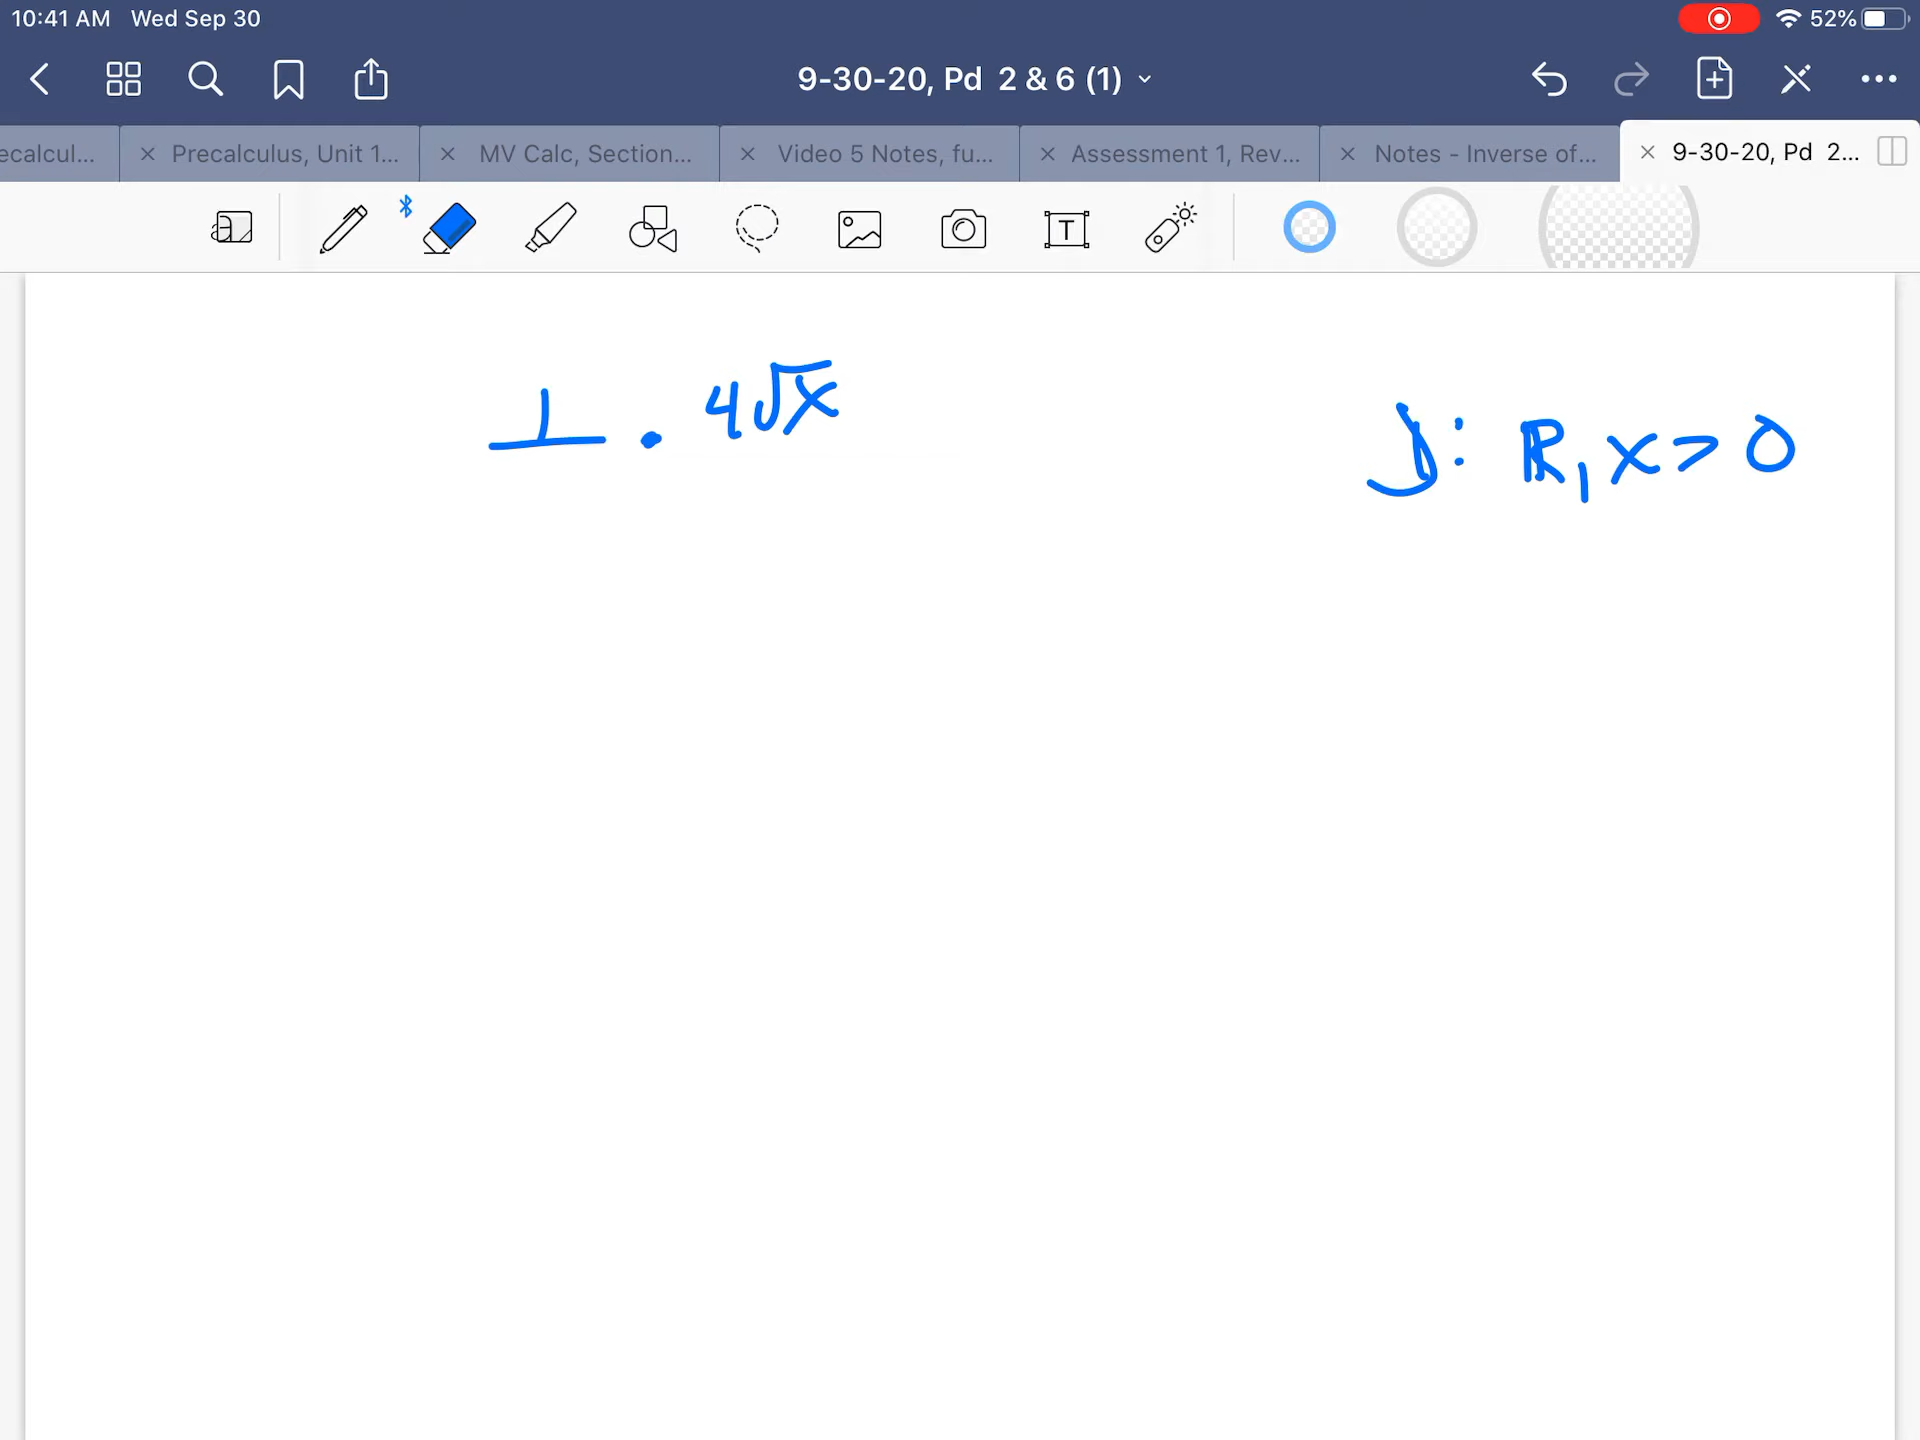 10:41 AM Wed Sep 30 52%
9-30-20, Pd 2 & 6 (1)
ecalcul... Precalculus, Unit 1... MV Calc, Section... Video 5 Notes, fu... Assessment 1, Rev... Notes - Inverse of... 9-30-20, Pd 2...
T
1 · 4√x
D: ℝ, x > 0